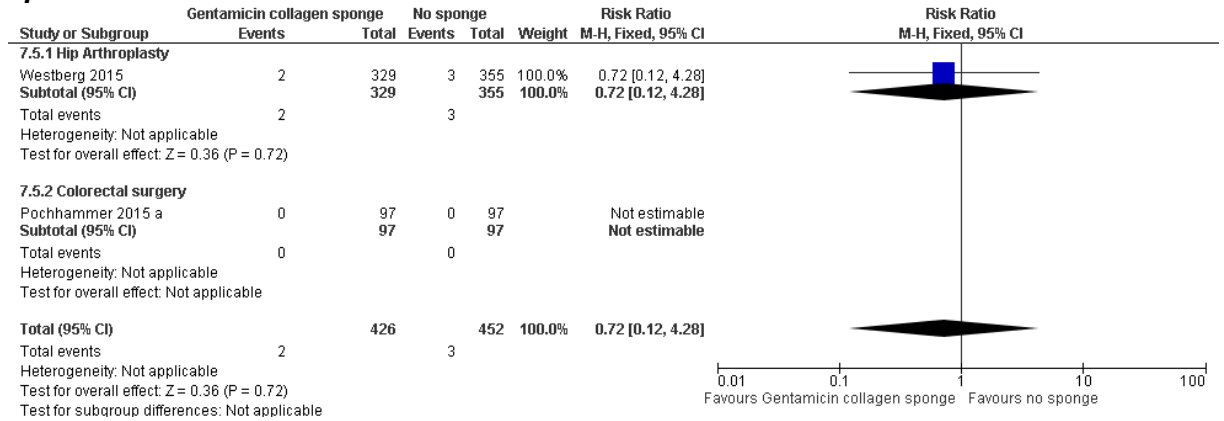 Gentamicin collagen sponge No sponge Risk Ratio Risk Ratio
Study or Subgroup Events Total Events Total Weight M-H, Fixed, 95% CI M-H, Fixed, 95% CI
7.5.1 Hip Arthroplasty
Westberg 2015 2 329 3 355 100.0% 0.72 [0.12, 4.28]
Subtotal (95% CI) 329 355 100.0% 0.72 [0.12, 4.28]
Total events 2 3
Heterogeneity: Not applicable
Test for overall effect: Z = 0.36 (P = 0.72)
7.5.2 Colorectal surgery
Pochhammer 2015 a 0 97 0 97 Not estimable
Subtotal (95% CI) 97 97 Not estimable
Total events 0 0
Heterogeneity: Not applicable
Test for overall effect: Not applicable
Total (95% CI) 426 452 100.0% 0.72 [0.12, 4.28]
Total events 2 3
Heterogeneity: Not applicable
Test for overall effect: Z = 0.36 (P = 0.72)
Test for subgroup differences: Not applicable
0.01 0.1 1 10 100
Favours Gentamicin collagen sponge Favours no sponge